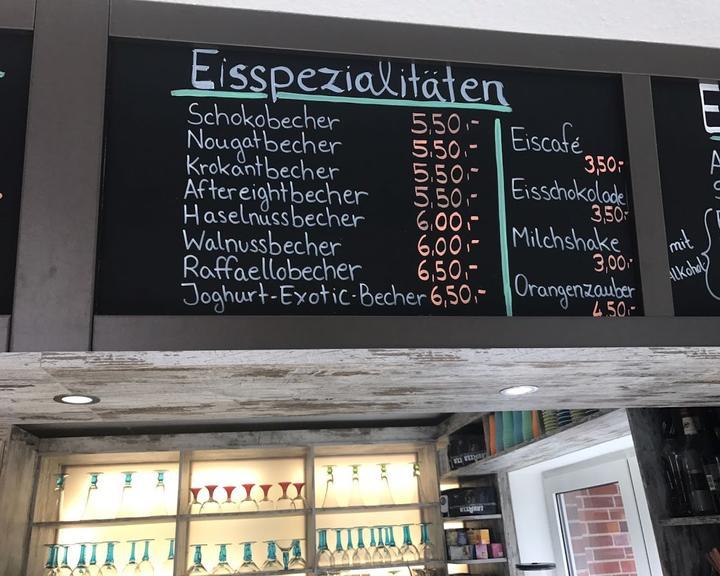 Eisspezialitäten
Schokobecher 5,50,-
Nougatbecher 5,50,-
Krokantbecher 5,50,-
Aftereightbecher 5,50,-
Haselnussbecher 6,00,-
Walnussbecher 6,00,-
Raffaellobecher 6,50,-
Joghurt-Exotic-Becher 6,50,-
Eiscafé
3,50,-
Eisschokolade
3,50,-
Milchshake
3,00,-
Orangenzauber
4,50,-
mit